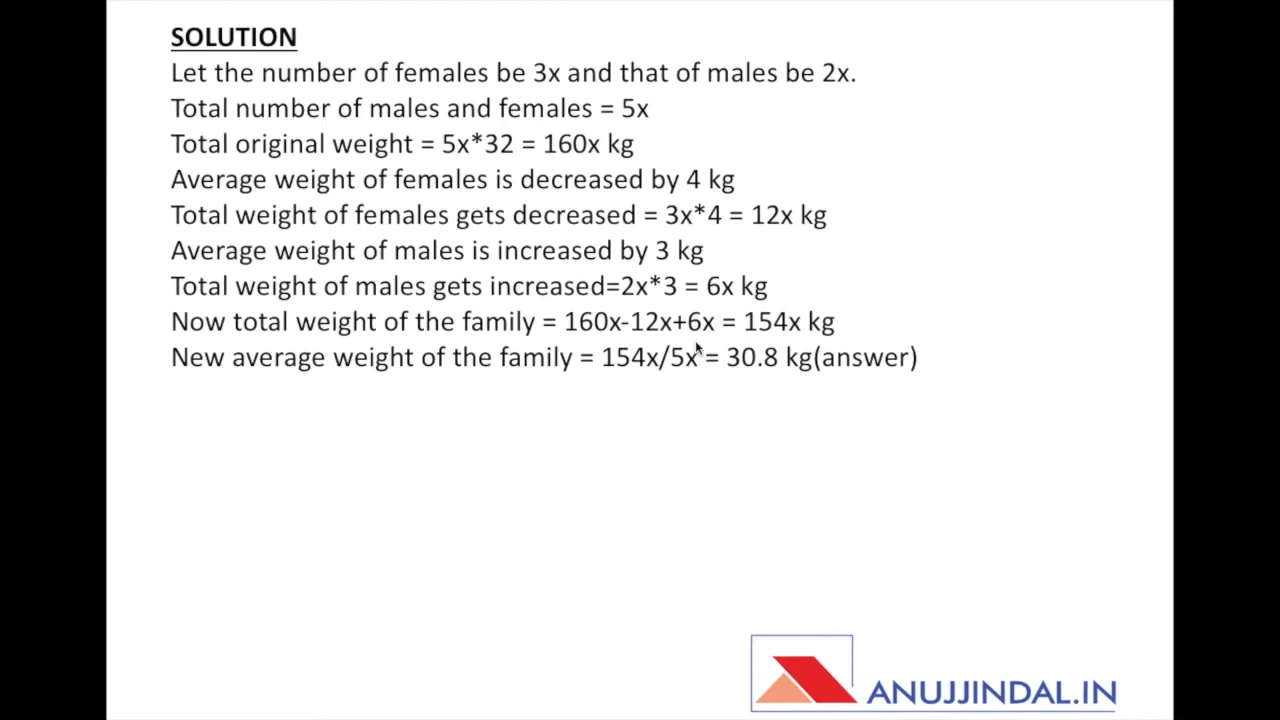 SOLUTION
Let the number of females be 3x and that of males be 2x.
Total number of males and females = 5x
Total original weight = 5x*32 = 160x kg
Average weight of females is decreased by 4 kg
Total weight of females gets decreased = 3x*4 = 12x kg
Average weight of males is increased by 3 kg
Total weight of males gets increased=2x*3 = 6x kg
Now total weight of the family = 160x-12x+6x = 154x kg
New average weight of the family = 154x/5x = 30.8 kg(answer)
ANUJJINDAL.IN